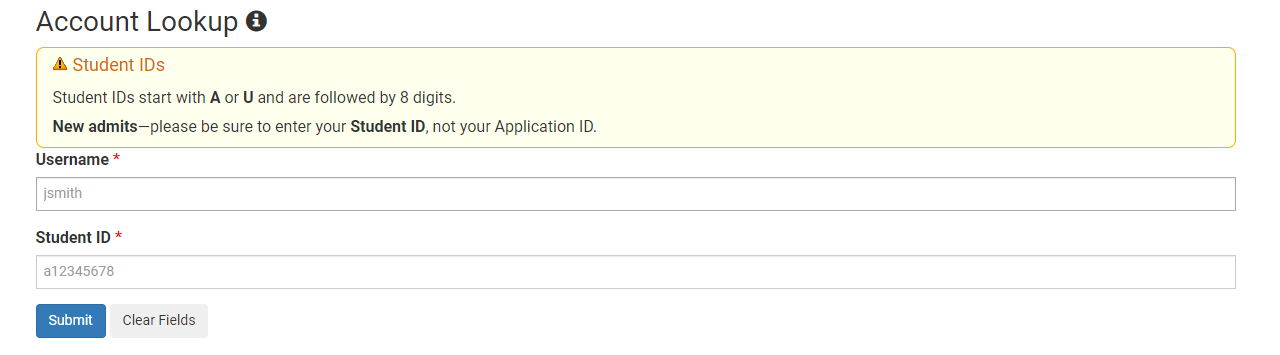 Account Lookup
Student IDs
Student IDs start with A or U and are followed by 8 digits.
New admits—please be sure to enter your Student ID, not your Application ID.
Username *
jsmith
Student ID *
a12345678
Submit Clear Fields